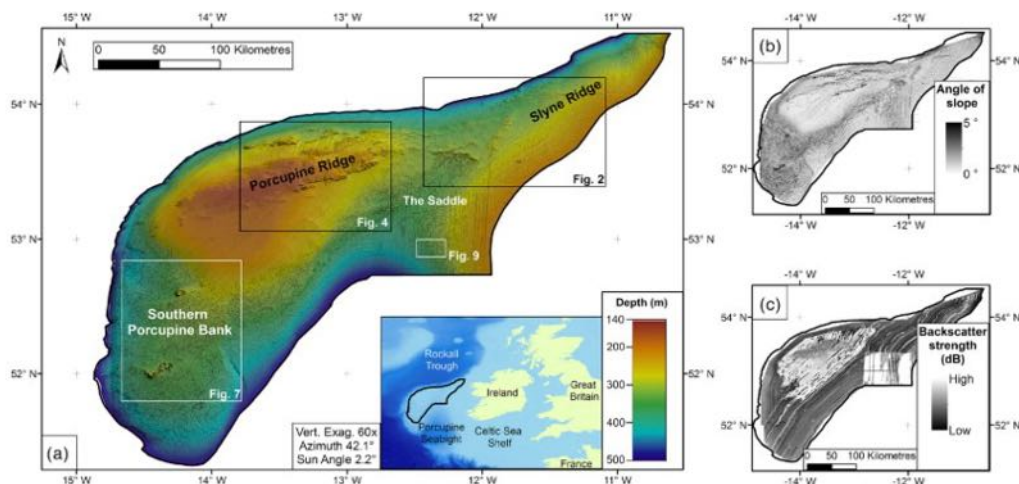 15° W 14° W 13° W 12° W 11° W
N
0 50 100 Kilometres
54° N
53° N
52° N
Slyne Ridge
Fig. 2
Porcupine Ridge
Fig. 4
The Saddle
Fig. 9
Southern
Porcupine Bank
Fig. 7
(a)
Vert. Exag. 60x
Azimuth 42.1°
Sun Angle 2.2°
Rockall
Trough
Ireland
Great
Britain
Porcupine
Seabight
Celtic Sea
Shelf
France
Depth (m)
140
200
300
400
500
54° N
53° N
52° N
15° W 14° W 13° W 12° W 11° W
-14° W -12° W
(b)
54° N
52° N
Angle of
slope
5 °
0 °
0 50 100 Kilometres
54° N
52° N
-14° W -12° W
-14° W -12° W
(c)
54° N
52° N
Backscatter
strength
(dB)
High
Low
0 50 100 Kilometres
54° N
52° N
-14° W -12° W